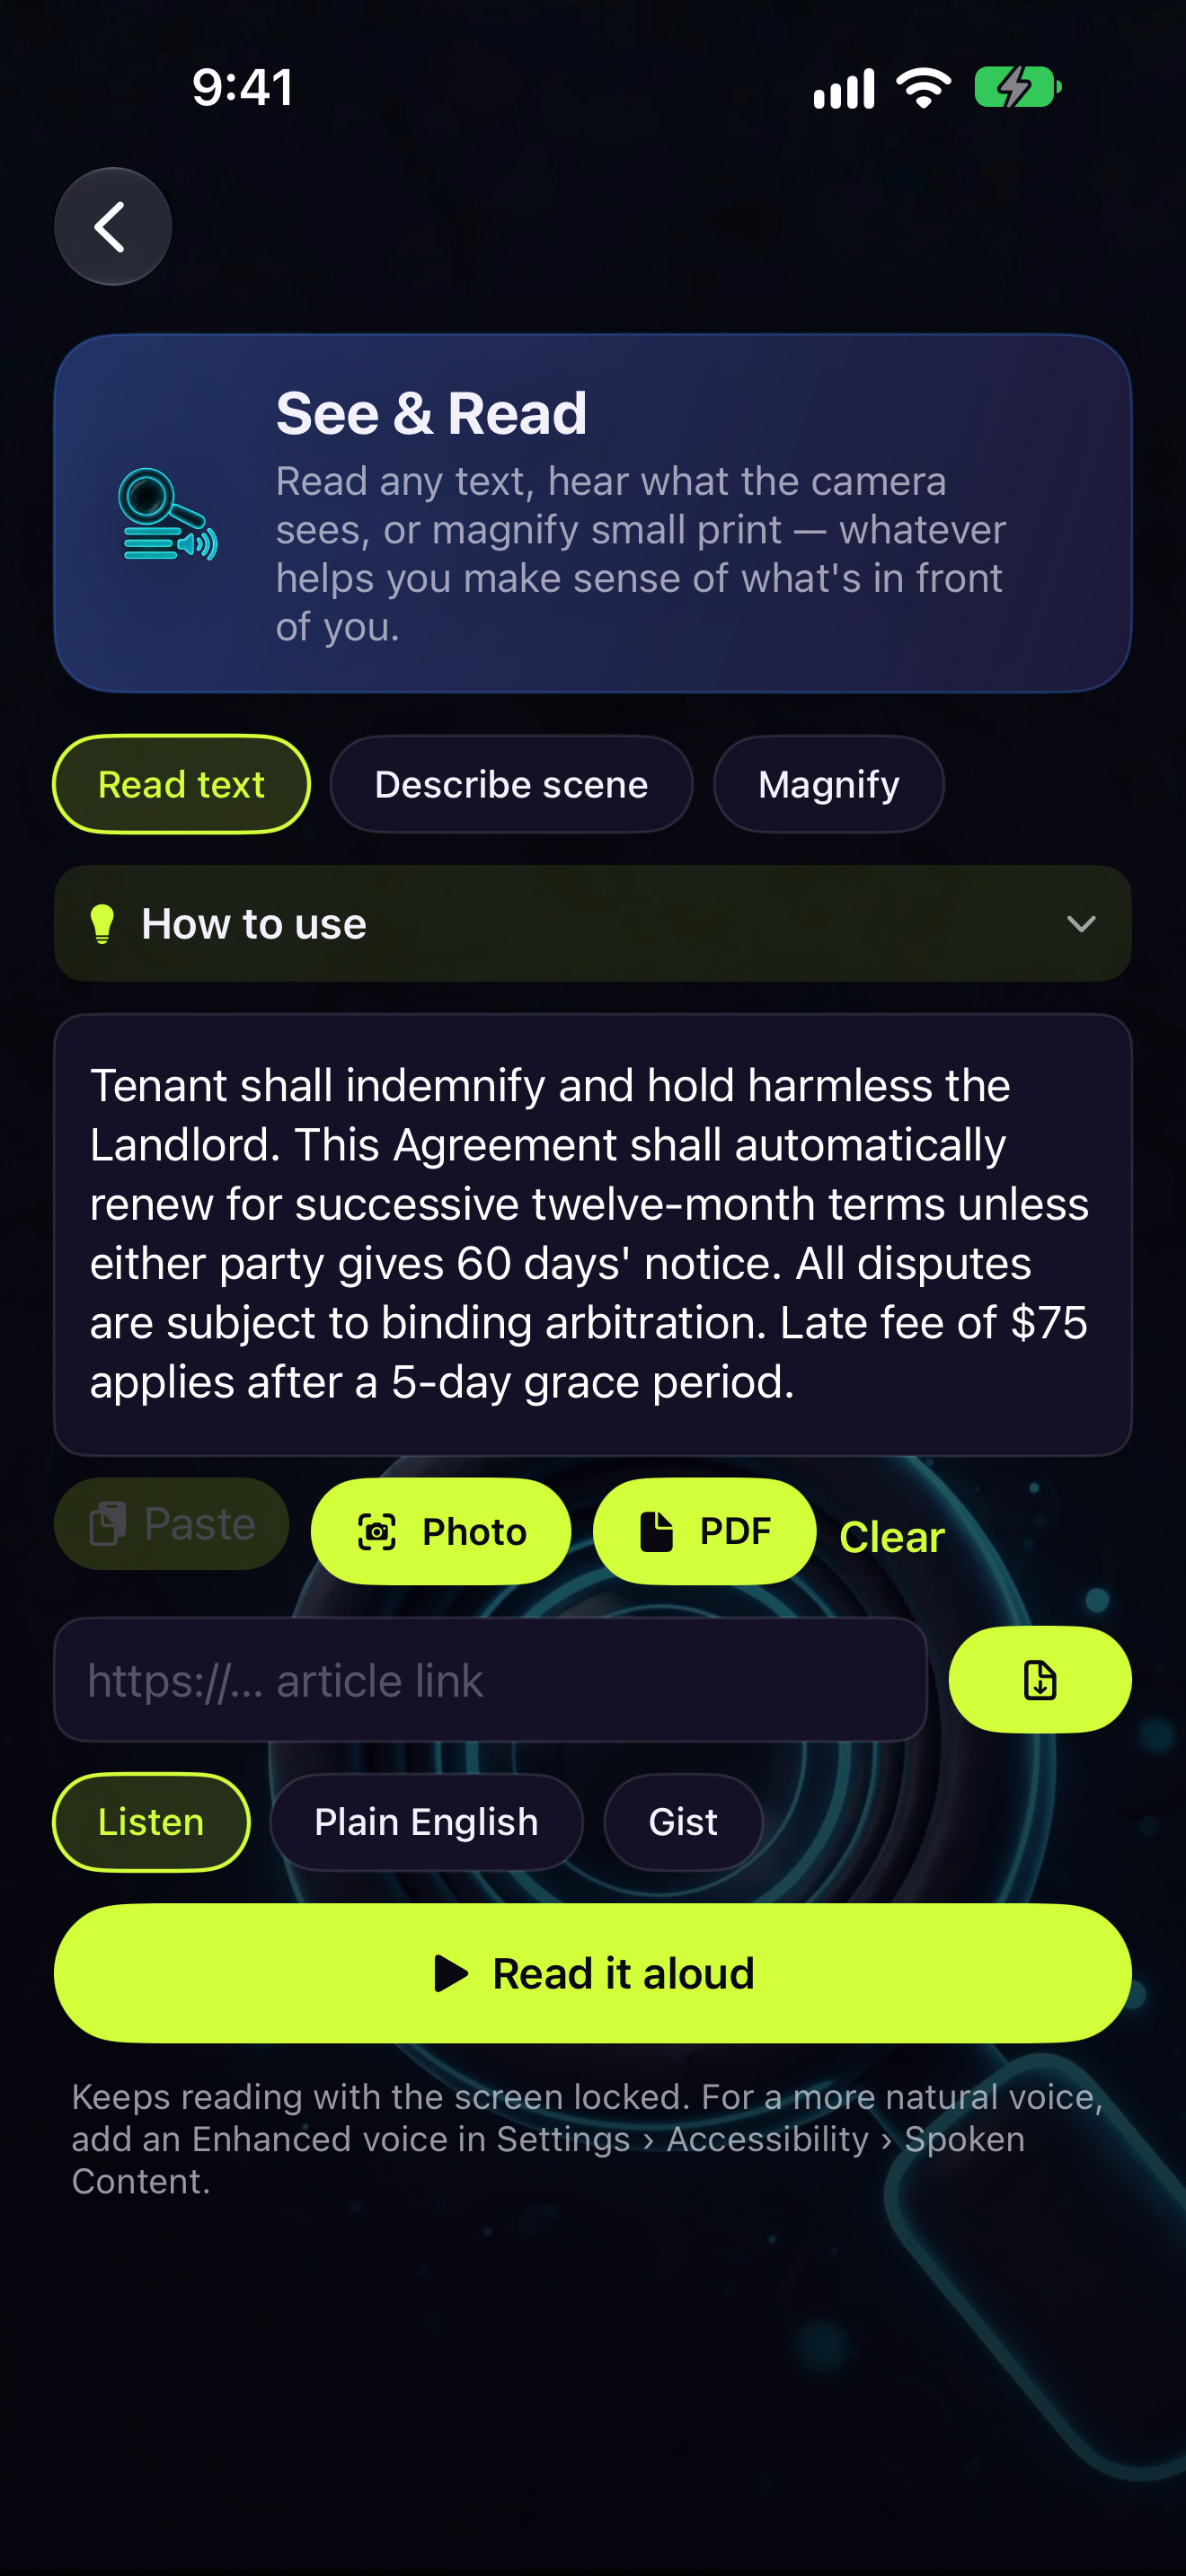 9:41
See & Read
Read any text, hear what the camera
sees, or magnify small print — whatever
helps you make sense of what's in front
of you.
Read text
Describe scene
Magnify
How to use
Tenant shall indemnify and hold harmless the
Landlord. This Agreement shall automatically
renew for successive twelve-month terms unless
either party gives 60 days' notice. All disputes
are subject to binding arbitration. Late fee of $75
applies after a 5-day grace period.
Paste
Photo
PDF
Clear
https://... article link
Listen
Plain English
Gist
Read it aloud
Keeps reading with the screen locked. For a more natural voice,
add an Enhanced voice in Settings › Accessibility › Spoken
Content.